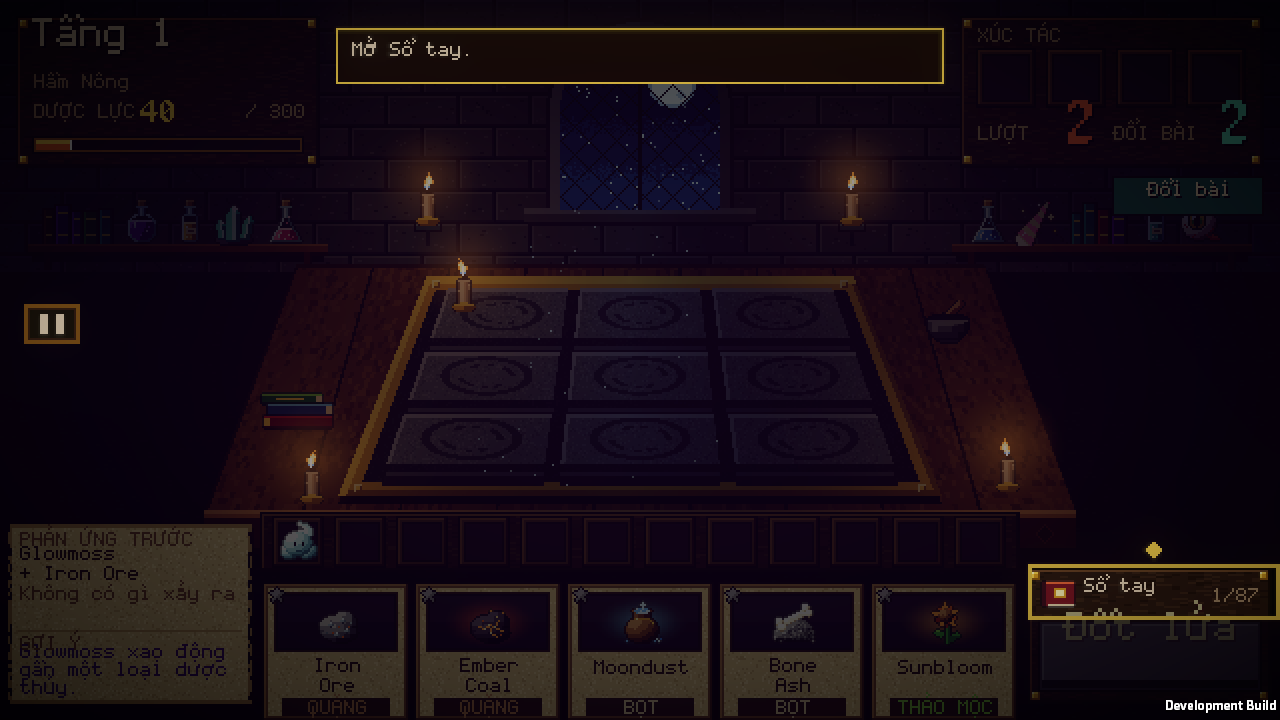 Tầng 1
Hầm Nông
DƯỢC LỰC 40 / 300
Mở Sổ tay.
XÚC TÁC
LƯỢT 2 ĐỔI BÀI 2
Đổi bài
PHẢN ỨNG TRƯỚC
Glowmoss
+ Iron Ore
Không có gì xảy ra
GỢI Ý
Glowmoss xao động
gần một loại dược
thủy.
Iron
Ore
QUẶNG
Ember
Coal
QUẶNG
Moondust
BỘT
Bone
Ash
BỘT
Sunbloom
THẢO MỘC
Sổ tay
1/87
Đốt lửa
Development Build